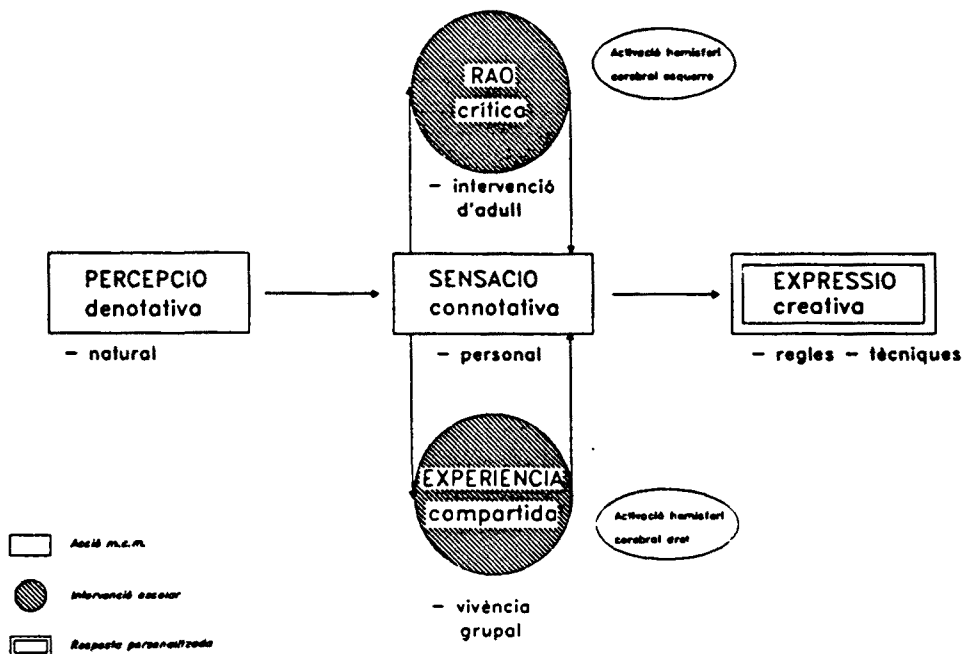 RAO
crítica
Activació hemisferi
cerebral esquerre
- intervenció
d'adult
PERCEPCIO
denotativa
- natural
SENSACIO
connotativa
- personal
EXPRESSIO
creativa
- regles - tècniques
EXPERIENCIA
compartida
Activació hemisferi
cerebral dret
- vivència
grupal
Acció m.c.m.
Intervenció escolar
Resposta personalitzada